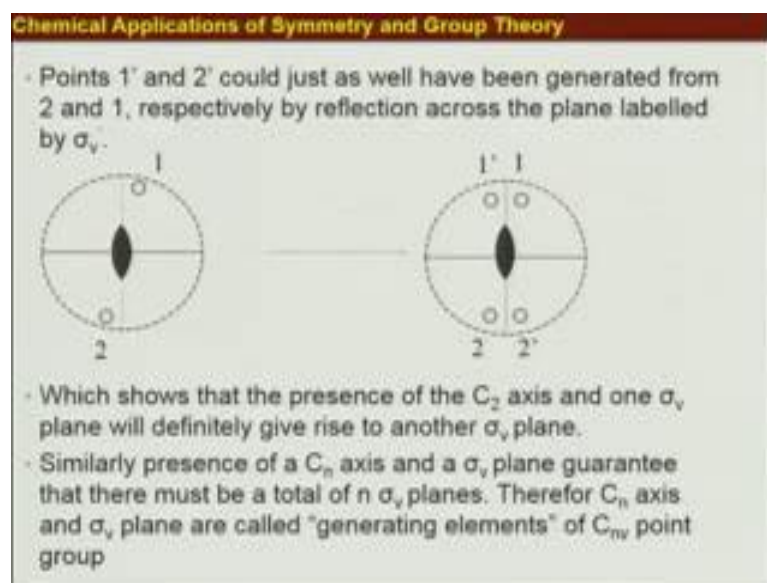 Chemical Applications of Symmetry and Group Theory
Points 1' and 2' could just as well have been generated from
2 and 1, respectively by reflection across the plane labelled
by σᵥ.
1
1' 1
2
2 2'
Which shows that the presence of the C₂ axis and one σᵥ
plane will definitely give rise to another σᵥ plane.
Similarly presence of a Cₙ axis and a σᵥ plane guarantee
that there must be a total of n σᵥ planes. Therefor Cₙ axis
and σᵥ plane are called "generating elements" of Cₙᵥ point
group